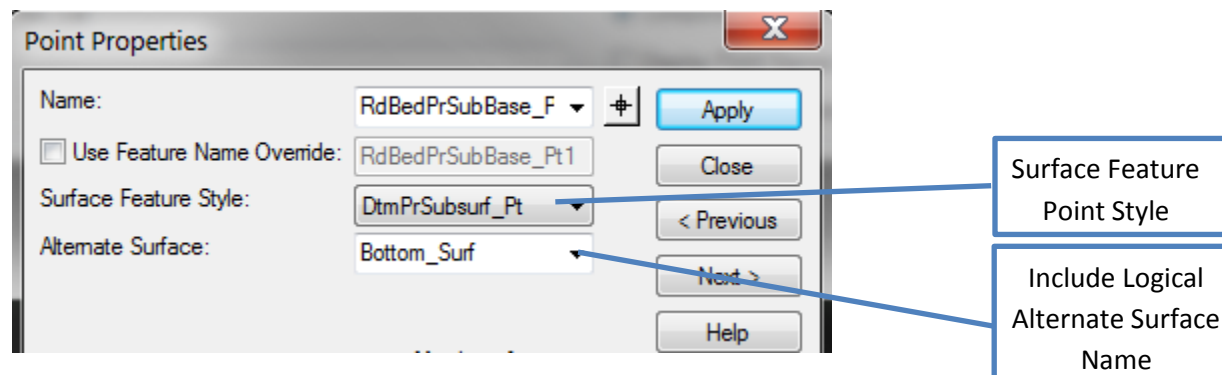 Point Properties
X
Name:
RdBedPrSubBase_F
Apply
Use Feature Name Override:
RdBedPrSubBase_Pt1
Close
Surface Feature Style:
DtmPrSubsurf_Pt
< Previous
Alternate Surface:
Bottom_Surf
Next >
Help
Surface Feature
Point Style
Include Logical
Alternate Surface
Name